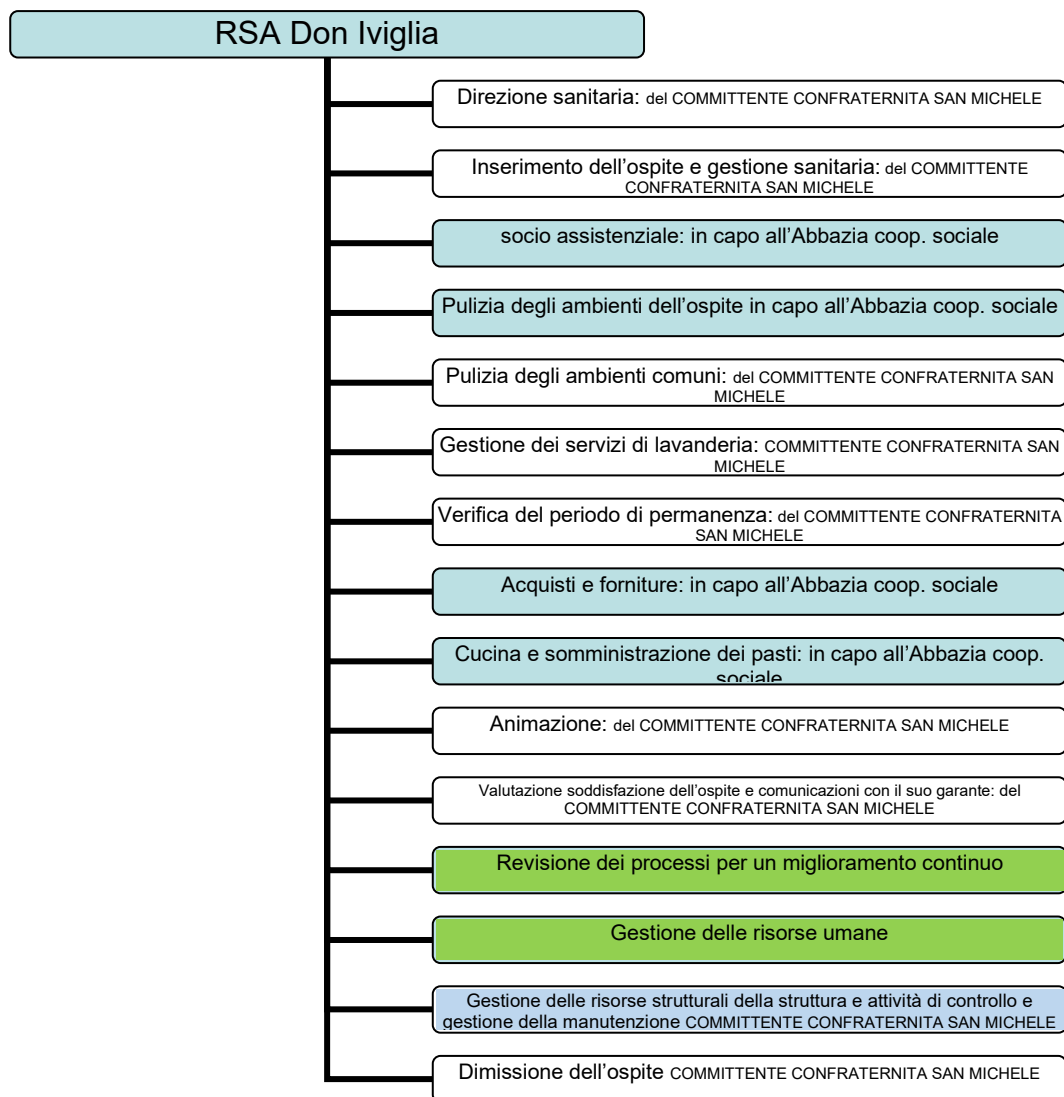 RSA Don Iviglia
Direzione sanitaria: del COMMITTENTE CONFRATERNITA SAN MICHELE
Inserimento dell'ospite e gestione sanitaria: del COMMITTENTE
CONFRATERNITA SAN MICHELE
socio assistenziale: in capo all'Abbazia coop. sociale
Pulizia degli ambienti dell'ospite in capo all'Abbazia coop. sociale
Pulizia degli ambienti comuni: del COMMITTENTE CONFRATERNITA SAN
MICHELE
Gestione dei servizi di lavanderia: COMMITTENTE CONFRATERNITA SAN
MICHELE
Verifica del periodo di permanenza: del COMMITTENTE CONFRATERNITA
SAN MICHELE
Acquisti e forniture: in capo all'Abbazia coop. sociale
Cucina e somministrazione dei pasti: in capo all'Abbazia coop.
sociale
Animazione: del COMMITTENTE CONFRATERNITA SAN MICHELE
Valutazione soddisfazione dell'ospite e comunicazioni con il suo garante: del
COMMITTENTE CONFRATERNITA SAN MICHELE
Revisione dei processi per un miglioramento continuo
Gestione delle risorse umane
Gestione delle risorse strutturali della struttura e attività di controllo e
gestione della manutenzione COMMITTENTE CONFRATERNITA SAN MICHELE
Dimissione dell'ospite COMMITTENTE CONFRATERNITA SAN MICHELE